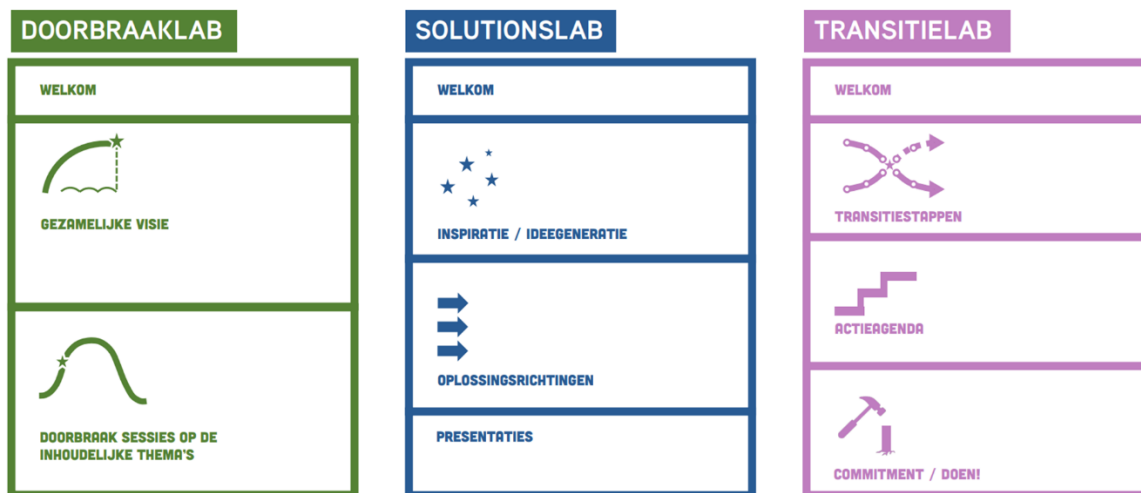 DOORBRAAKLAB
WELKOM
GEZAMELIJKE VISIE
DOORBRAAK SESSIES OP DE
INHOUDELIJKE THEMA'S
SOLUTIONSLAB
WELKOM
INSPIRATIE / IDEEGENERATIE
OPLOSSINGSRICHTINGEN
PRESENTATIES
TRANSITIELAB
WELKOM
TRANSITIESTAPPEN
ACTIEAGENDA
COMMITMENT / DOEN!